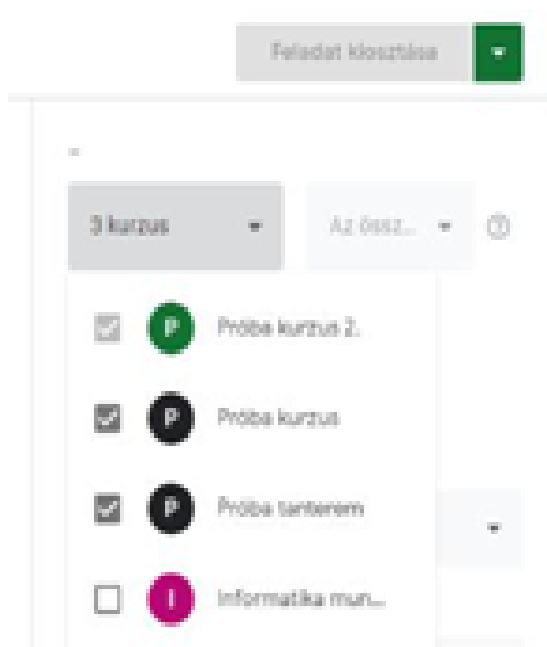 Feladat kiosztása
3 kurzus
Az össz...
P Próba kurzus 2.
P Próba kurzus
P Próba tanterem
I Informatika mun...